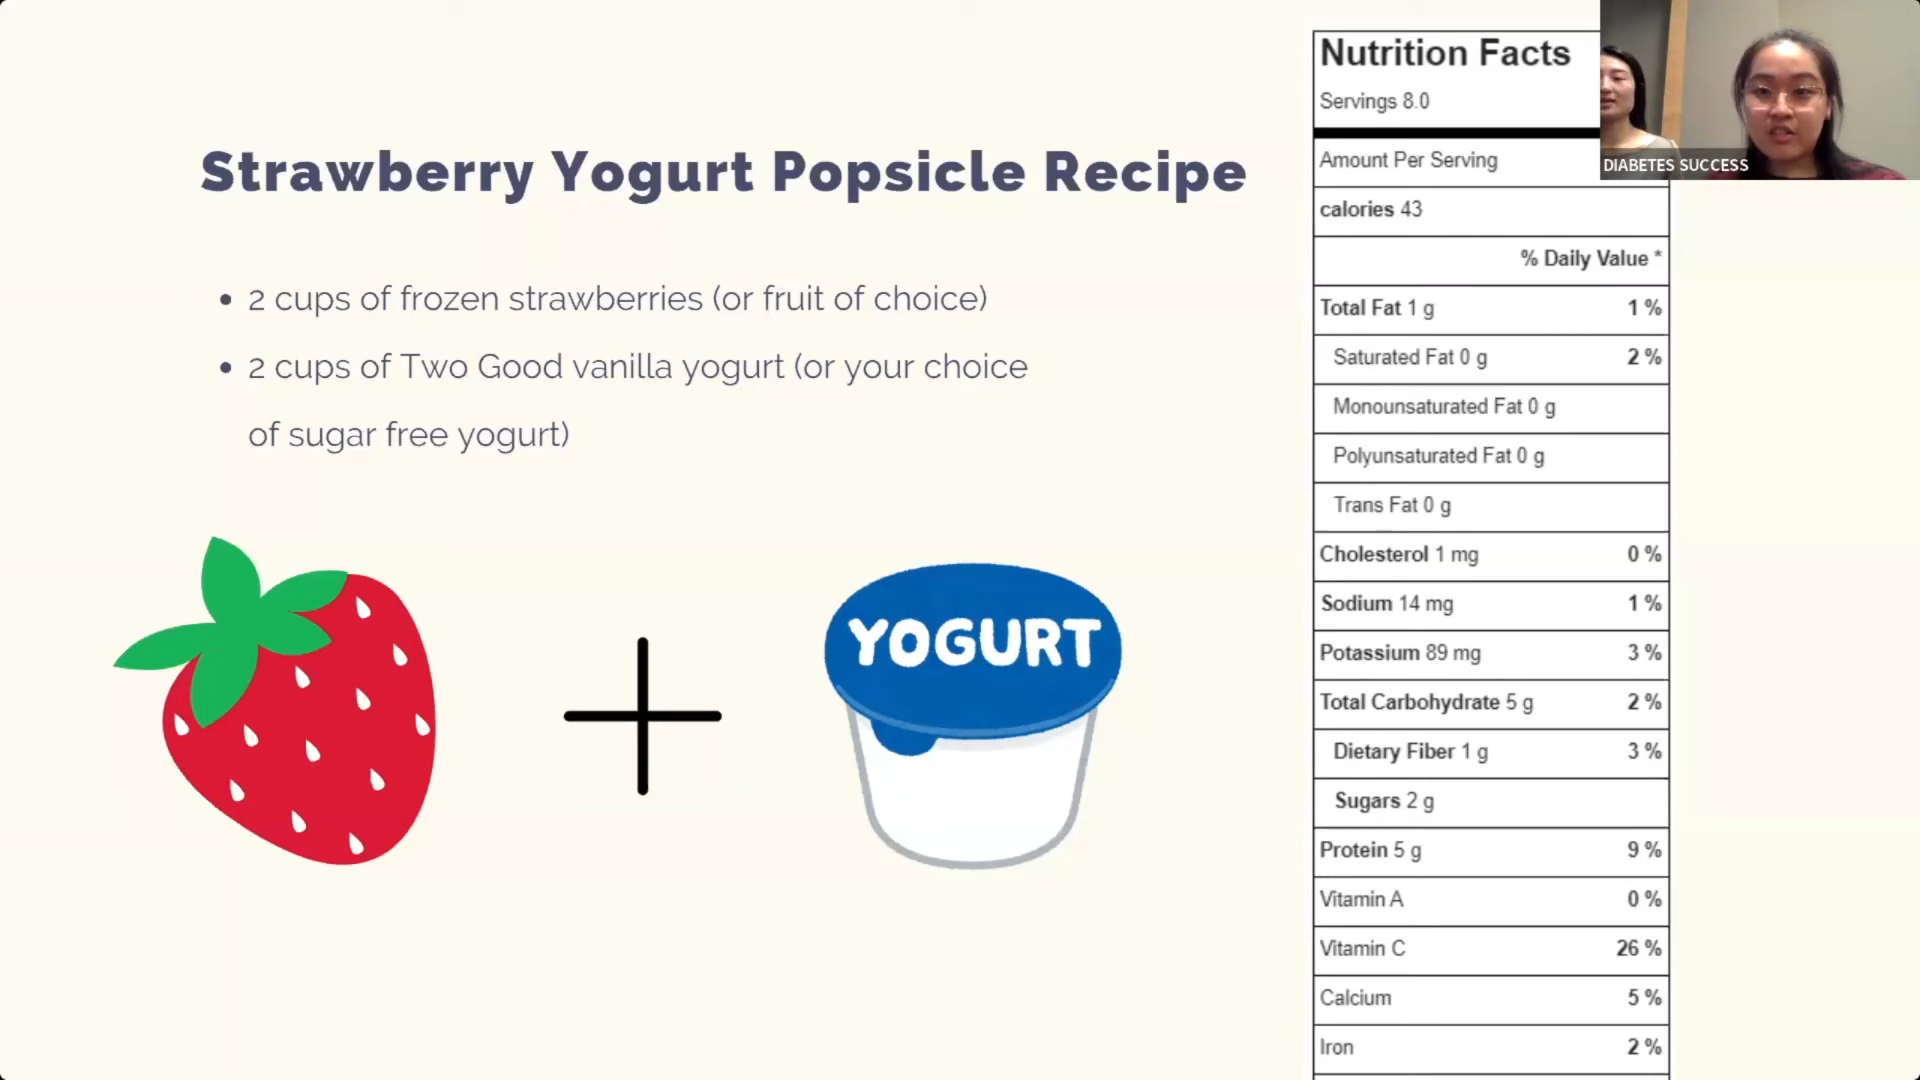 Strawberry Yogurt Popsicle Recipe
• 2 cups of frozen strawberries (or fruit of choice)
• 2 cups of Two Good vanilla yogurt (or your choice
of sugar free yogurt)
YOGURT
Nutrition Facts
Servings 8.0
Amount Per Serving
calories 43
% Daily Value *
Total Fat 1 g 1 %
Saturated Fat 0 g 2 %
Monounsaturated Fat 0 g
Polyunsaturated Fat 0 g
Trans Fat 0 g
Cholesterol 1 mg 0 %
Sodium 14 mg 1 %
Potassium 89 mg 3 %
Total Carbohydrate 5 g 2 %
Dietary Fiber 1 g 3 %
Sugars 2 g
Protein 5 g 9 %
Vitamin A 0 %
Vitamin C 26 %
Calcium 5 %
Iron 2 %
DIABETES SUCCESS